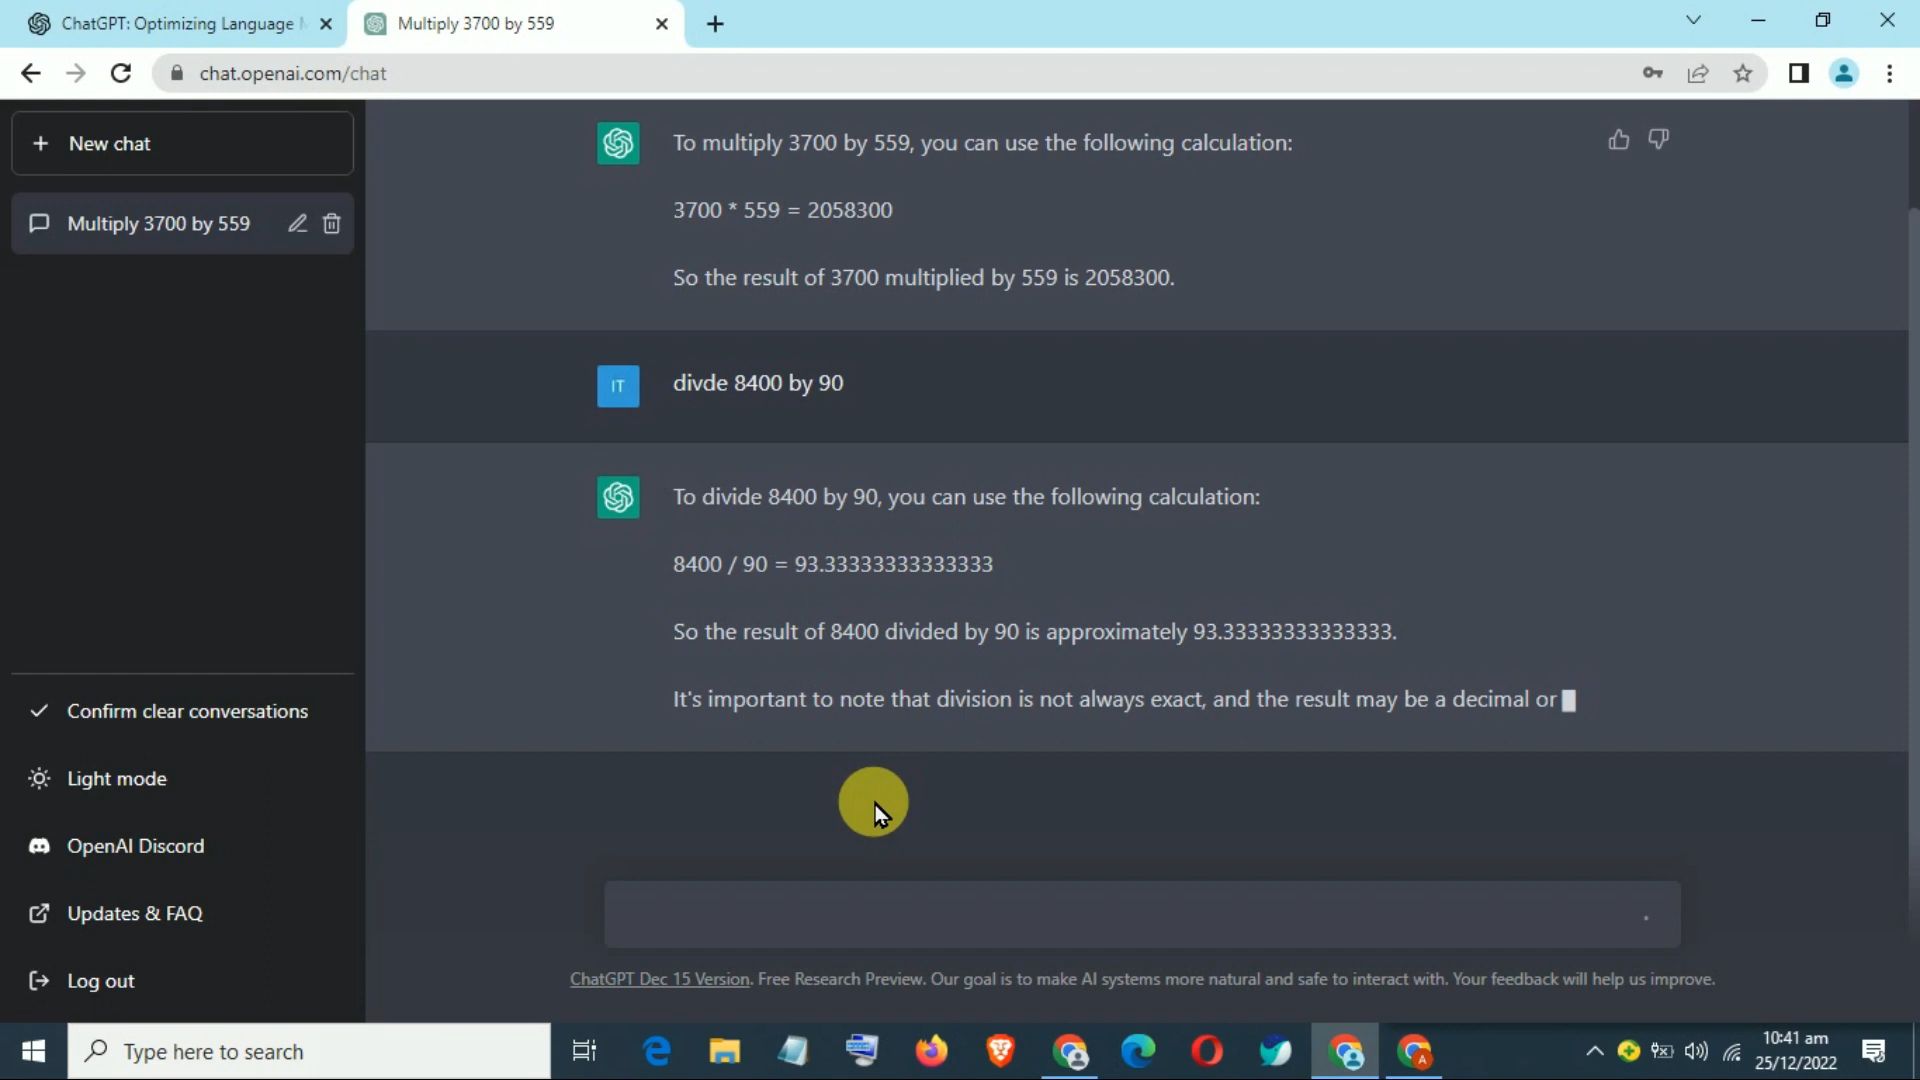 ChatGPT: Optimizing Language
Multiply 3700 by 559
chat.openai.com/chat
New chat
Multiply 3700 by 559
To multiply 3700 by 559, you can use the following calculation:
3700 * 559 = 2058300
So the result of 3700 multiplied by 559 is 2058300.
IT
divde 8400 by 90
To divide 8400 by 90, you can use the following calculation:
8400 / 90 = 93.33333333333333
So the result of 8400 divided by 90 is approximately 93.33333333333333.
It's important to note that division is not always exact, and the result may be a decimal or
Confirm clear conversations
Light mode
OpenAI Discord
Updates & FAQ
Log out
ChatGPT Dec 15 Version. Free Research Preview. Our goal is to make AI systems more natural and safe to interact with. Your feedback will help us improve.
Type here to search
A
10:41 am
25/12/2022